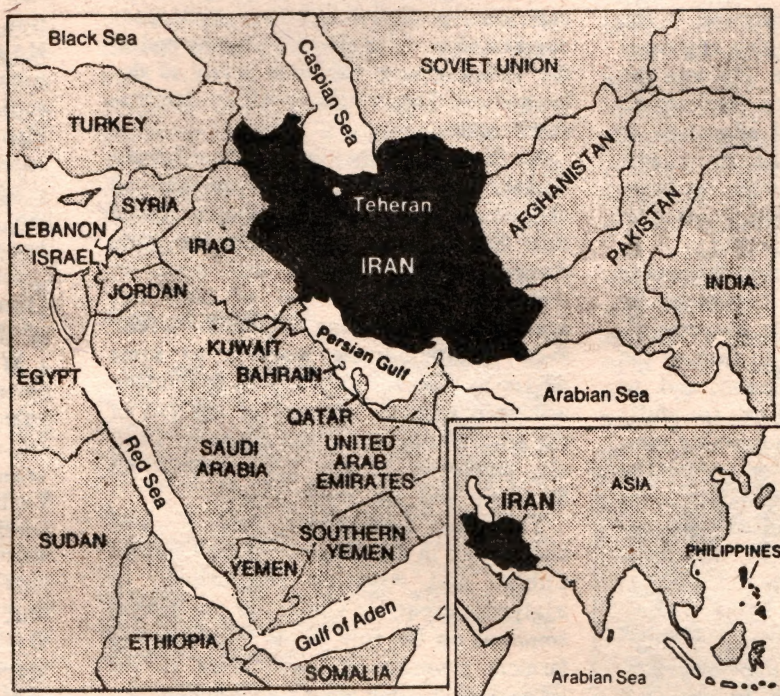 Black Sea
Caspian Sea
SOVIET UNION
TURKEY
Teheran
AFGHANISTAN
SYRIA
LEBANON
ISRAEL
IRAQ
IRAN
PAKISTAN
JORDAN
INDIA
KUWAIT
Persian Gulf
BAHRAIN
EGYPT
Arabian Sea
QATAR
Red Sea
SAUDI
ARABIA
UNITED
ARAB
EMIRATES
SUDAN
SOUTHERN
YEMEN
YEMEN
Gulf of Aden
ETHIOPIA
SOMALIA
IRAN
ASIA
PHILIPPINES
Arabian Sea